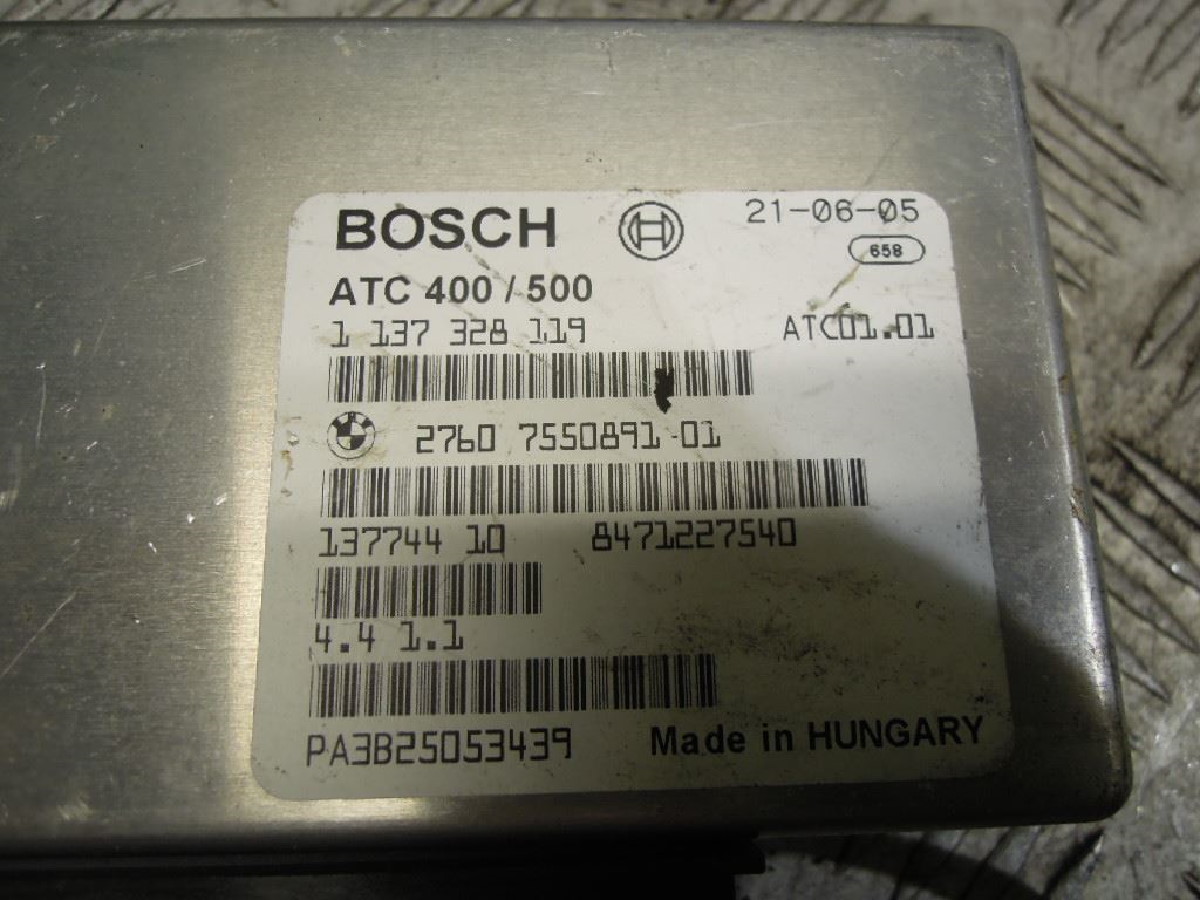 BOSCH
21-06-05
658
ATC 400 / 500
1 137 328 119 ATC01.01
2760 7550891 01
137744 10 8471227540
4.4 1.1
PA3B25053439 Made in HUNGARY